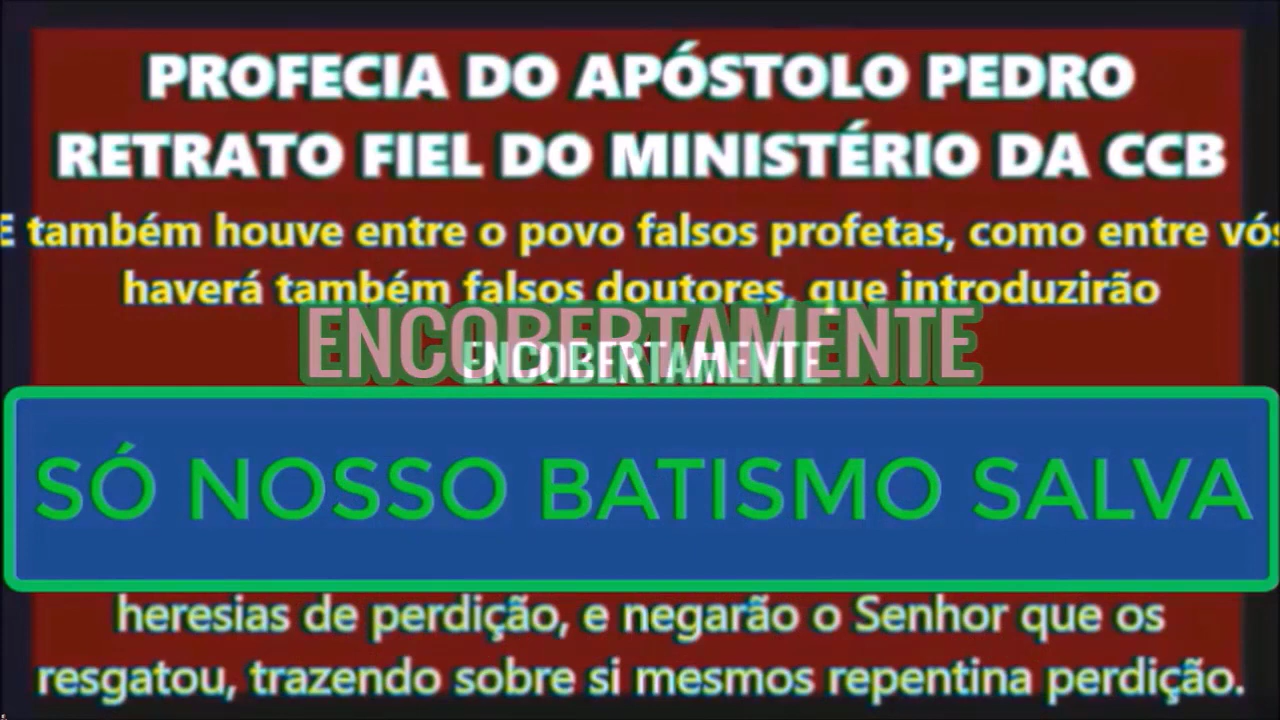 PROFECIA DO APÓSTOLO PEDRO
RETRATO FIEL DO MINISTÉRIO DA CCB
E também houve entre o povo falsos profetas, como entre vós
haverá também falsos doutores, que introduzirão
ENCOBERTAMENTE
ENCOBERTAMENTE
SÓ NOSSO BATISMO SALVA
heresias de perdição, e negarão o Senhor que os
resgatou, trazendo sobre si mesmos repentina perdição.